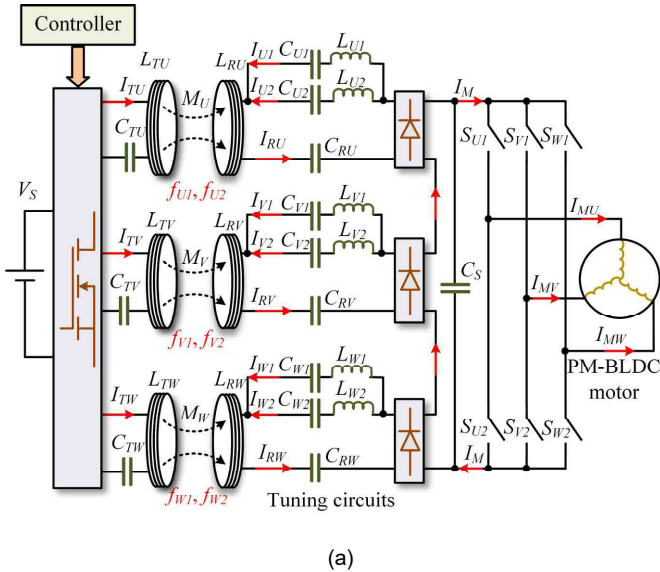 Controller
V_S
I_TU
C_TU
L_TU
M_U
L_RU
f_U1, f_U2
I_U1 C_U1 L_U1
I_U2 C_U2 L_U2
I_RU C_RU
I_TV
C_TV
L_TV
M_V
L_RV
f_V1, f_V2
I_V1 C_V1 L_V1
I_V2 C_V2 L_V2
I_RV C_RV
I_TW
C_TW
L_TW
M_W
L_RW
f_W1, f_W2
I_W1 C_W1 L_W1
I_W2 C_W2 L_W2
I_RW C_RW
Tuning circuits
I_M
C_S
I_M
S_U1 S_V1 S_W1
I_MU
I_MV
I_MW
PM-BLDC
motor
S_U2 S_V2 S_W2
(a)